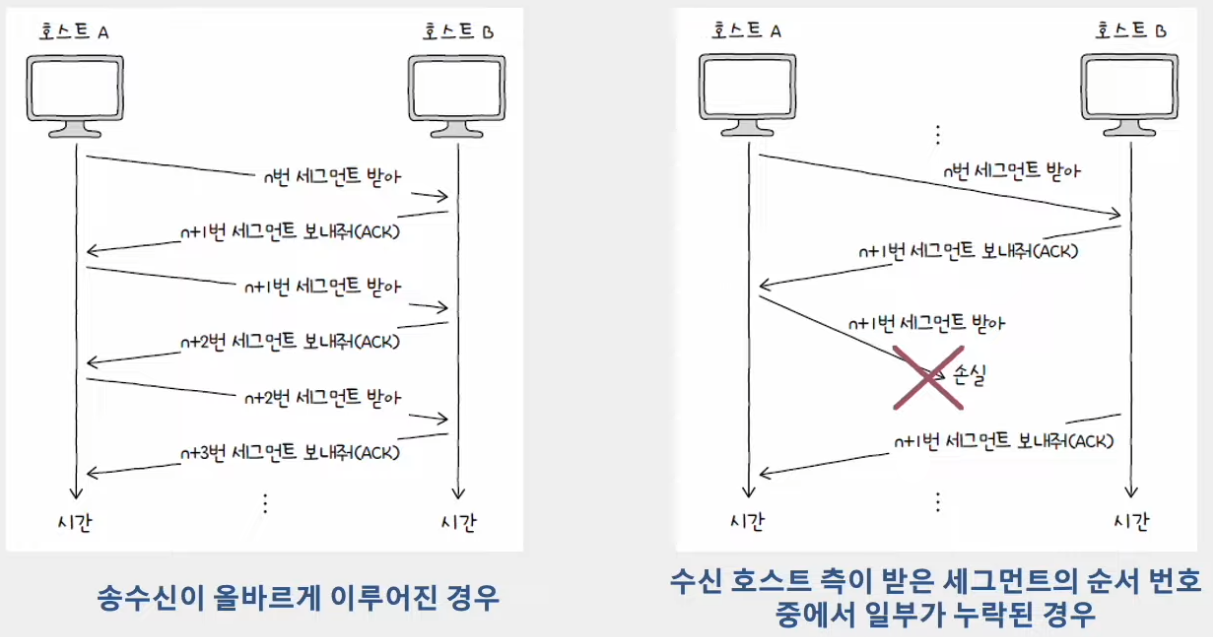 호스트 A
호스트 B
n번 세그먼트 받아
n+1번 세그먼트 보내줘(ACK)
n+1번 세그먼트 받아
n+2번 세그먼트 보내줘(ACK)
n+2번 세그먼트 받아
n+3번 세그먼트 보내줘(ACK)
⋮
시간
시간
송수신이 올바르게 이루어진 경우
호스트 A
호스트 B
⋮
n번 세그먼트 받아
n+1번 세그먼트 보내줘(ACK)
n+1번 세그먼트 받아
손실
n+1번 세그먼트 보내줘(ACK)
⋮
시간
시간
수신 호스트 측이 받은 세그먼트의 순서 번호
중에서 일부가 누락된 경우